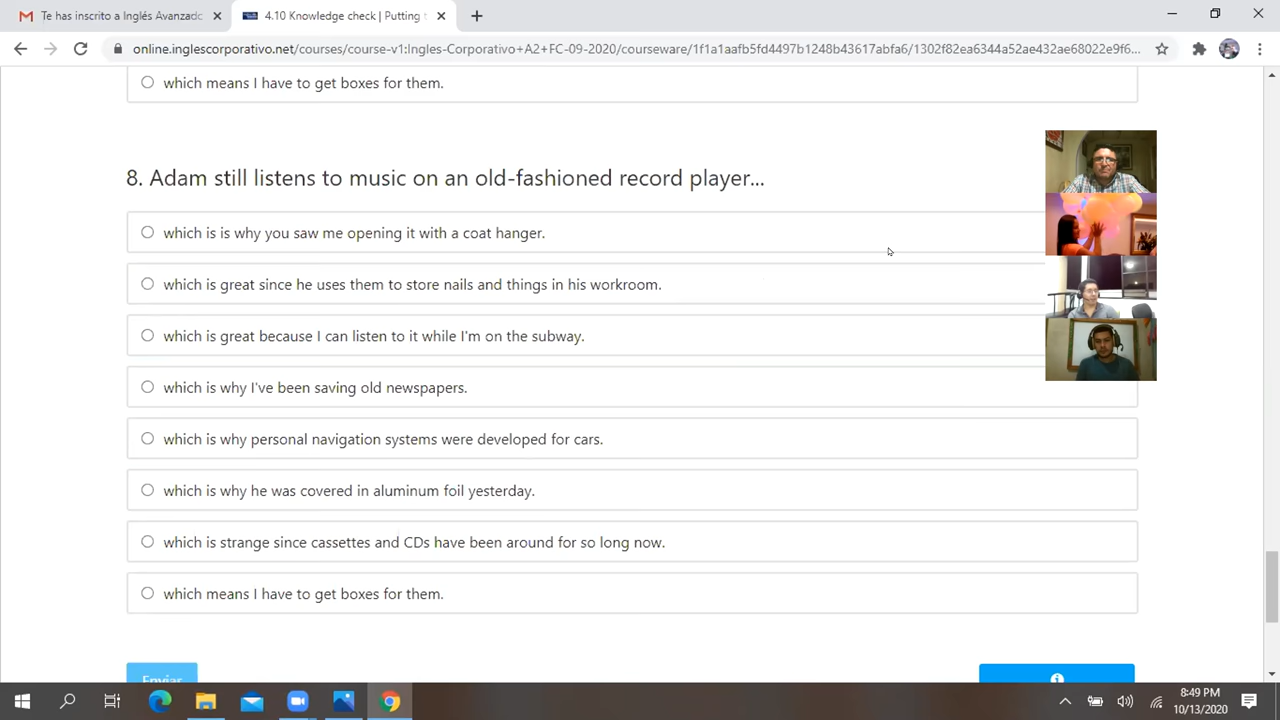 Te has inscrito a Inglés Avanzado
4.10 Knowledge check | Putting t
online.inglescorporativo.net/courses/course-v1:Ingles-Corporativo+A2+FC-09-2020/courseware/1f1a1aafb5fd4497b1248b43617abfa6/1302f82ea6344a52ae432ae68022e9f6...
which means I have to get boxes for them.
8. Adam still listens to music on an old-fashioned record player...
which is is why you saw me opening it with a coat hanger.
which is great since he uses them to store nails and things in his workroom.
which is great because I can listen to it while I'm on the subway.
which is why I've been saving old newspapers.
which is why personal navigation systems were developed for cars.
which is why he was covered in aluminum foil yesterday.
which is strange since cassettes and CDs have been around for so long now.
which means I have to get boxes for them.
Enviar
8:49 PM
10/13/2020